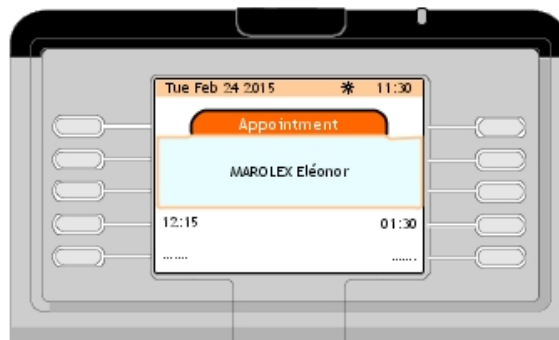 Tue Feb 24 2015 ☀ 11:30
Appointment
MAROLEX Eléonor
12:15 01:30
....... .......